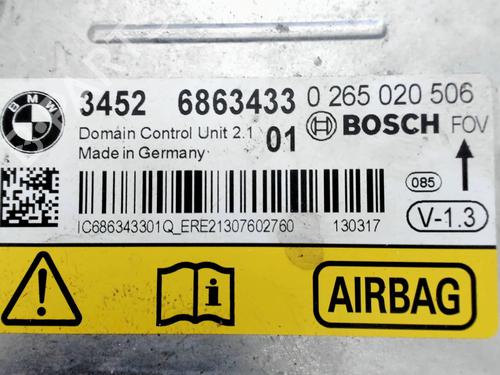 BMW
3452 6863433 0 265 020 506
Domain Control Unit 2.1 01 BOSCH FOV
Made in Germany
085
IC686343301Q_ERE21307602760 130317
V-1.3
i
AIRBAG